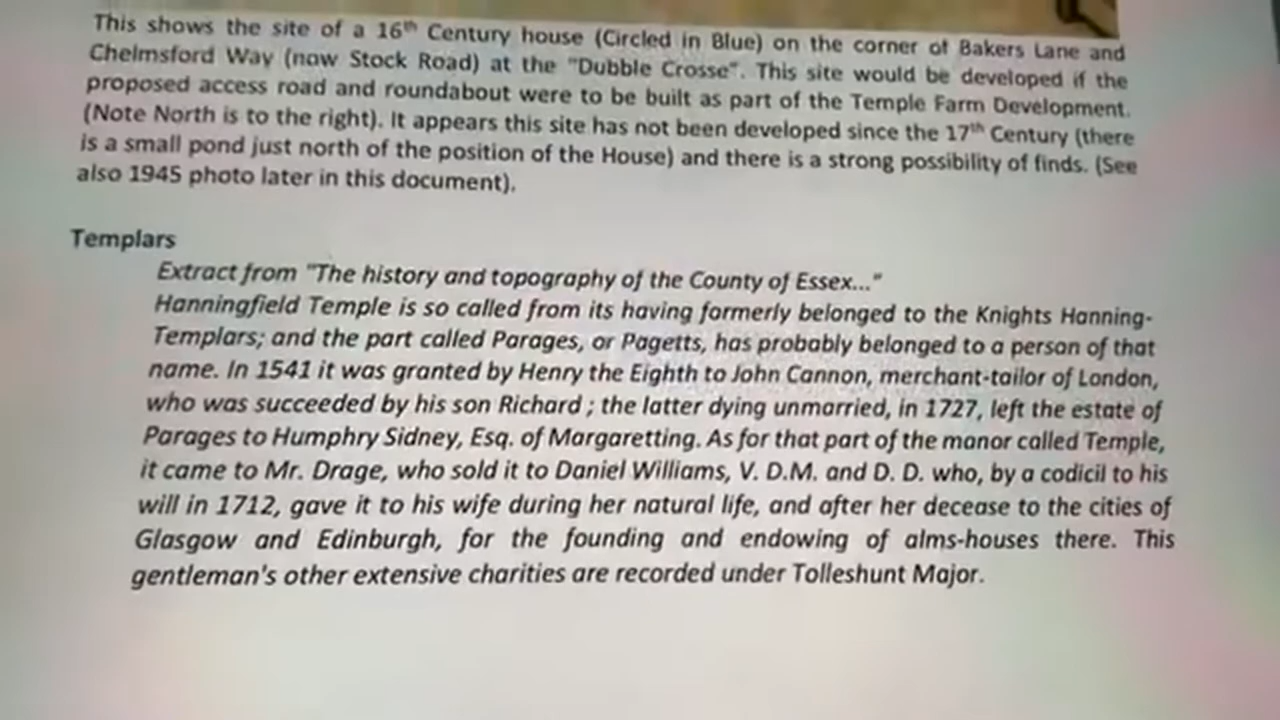 This shows the site of a 16th Century house (Circled in Blue) on the corner of Bakers Lane and
Chelmsford Way (now Stock Road) at the "Dubble Crosse". This site would be developed if the
proposed access road and roundabout were to be built as part of the Temple Farm Development.
(Note North is to the right). It appears this site has not been developed since the 17th Century (there
is a small pond just north of the position of the House) and there is a strong possibility of finds. (See
also 1945 photo later in this document).
Templars
Extract from "The history and topography of the County of Essex..."
Hanningfield Temple is so called from its having formerly belonged to the Knights Hanning-
Templars; and the part called Parages, or Pagetts, has probably belonged to a person of that
name. In 1541 it was granted by Henry the Eighth to John Cannon, merchant-tailor of London,
who was succeeded by his son Richard ; the latter dying unmarried, in 1727, left the estate of
Parages to Humphry Sidney, Esq. of Margaretting. As for that part of the manor called Temple,
it came to Mr. Drage, who sold it to Daniel Williams, V. D.M. and D. D. who, by a codicil to his
will in 1712, gave it to his wife during her natural life, and after her decease to the cities of
Glasgow and Edinburgh, for the founding and endowing of alms-houses there. This
gentleman's other extensive charities are recorded under Tolleshunt Major.